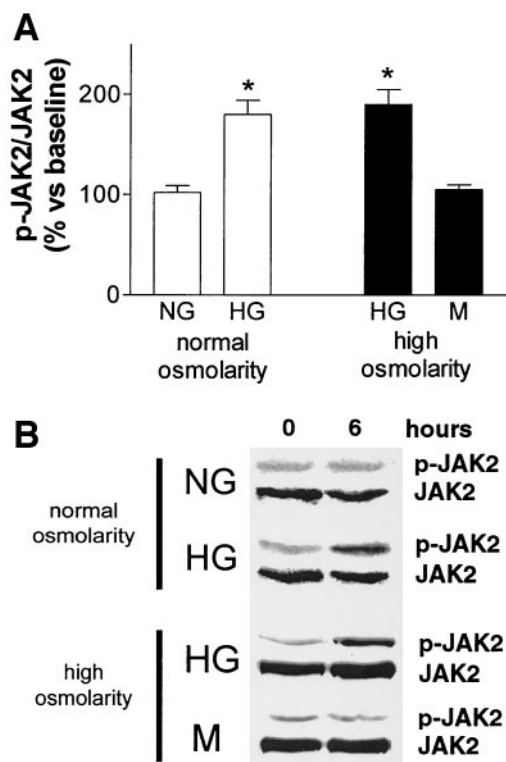 A
p-JAK2/JAK2
(% vs baseline)
200
100
0
* *
NG HG HG M
normal
osmolarity
high
osmolarity
B
0 6 hours
normal
osmolarity
NG
p-JAK2
JAK2
HG
p-JAK2
JAK2
high
osmolarity
HG
p-JAK2
JAK2
M
p-JAK2
JAK2